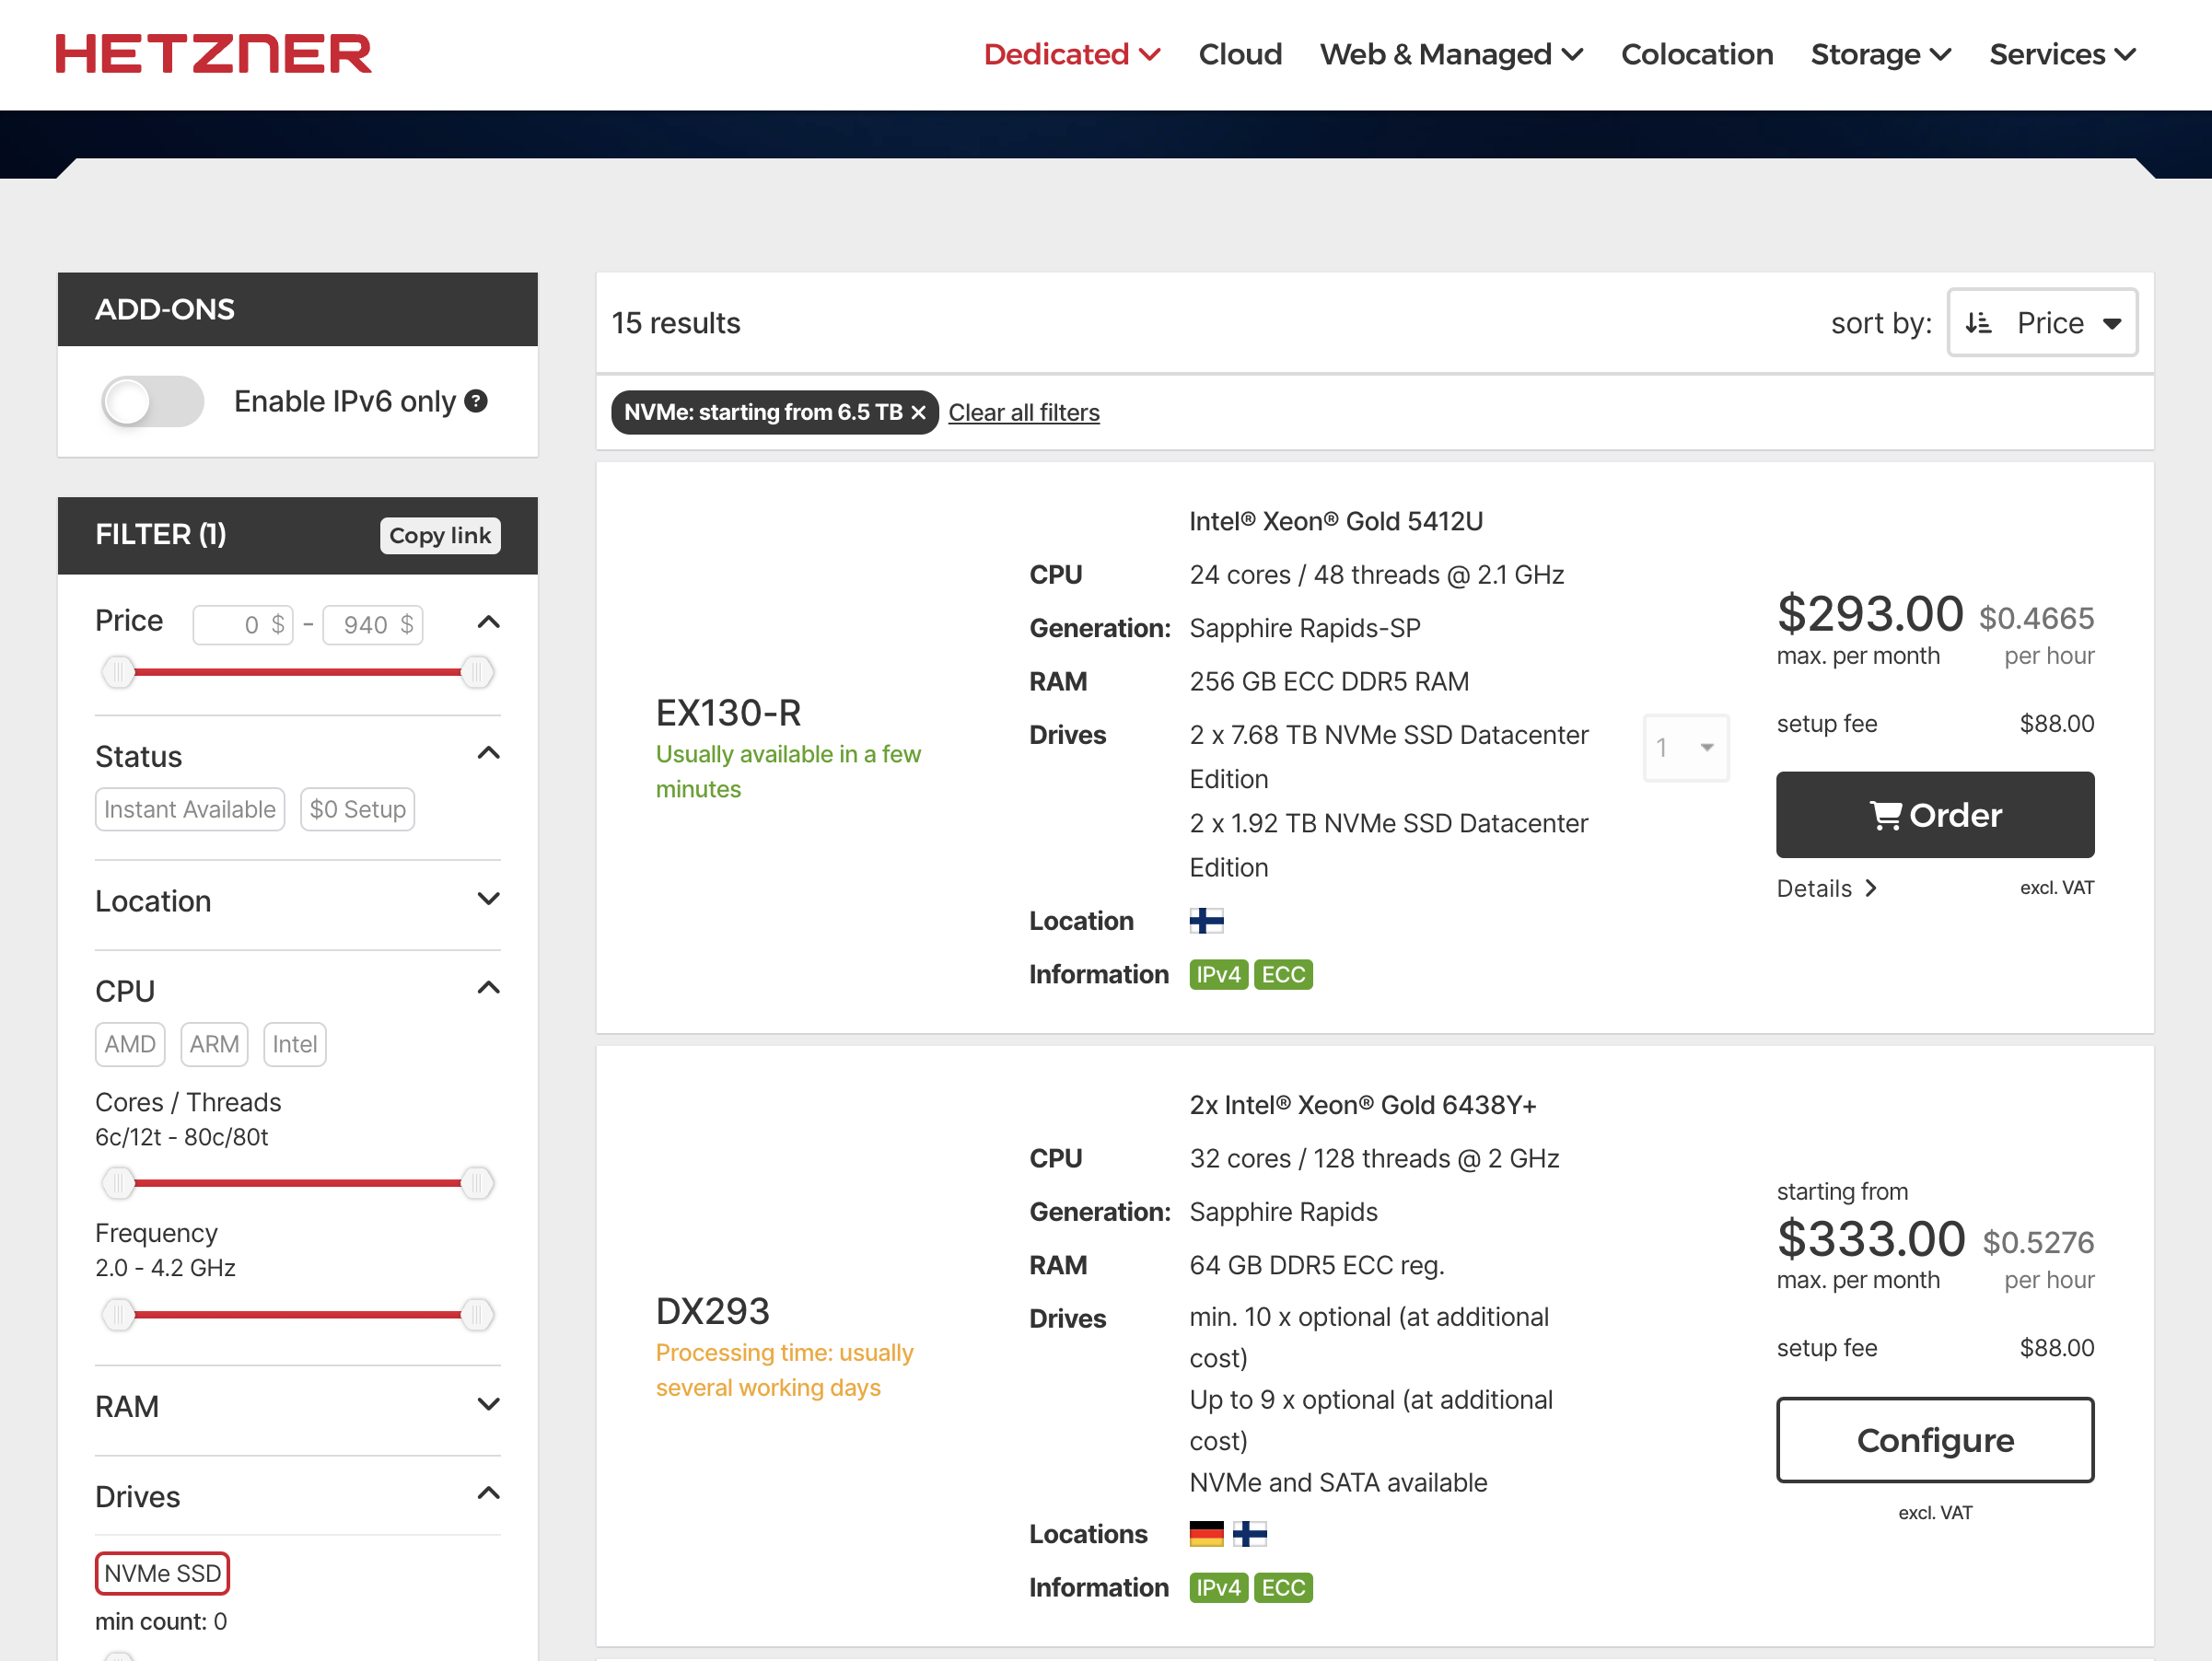 HETZNER
Dedicated Cloud Web & Managed Colocation Storage Services
ADD-ONS
Enable IPv6 only ?
FILTER (1) Copy link
Price 0 $ - 940 $
Status
Instant Available $0 Setup
Location
CPU
AMD ARM Intel
Cores / Threads
6c/12t - 80c/80t
Frequency
2.0 - 4.2 GHz
RAM
Drives
NVMe SSD
min count: 0
15 results sort by: Price
NVMe: starting from 6.5 TB × Clear all filters
EX130-R
Usually available in a few
minutes
Intel® Xeon® Gold 5412U
CPU 24 cores / 48 threads @ 2.1 GHz
Generation: Sapphire Rapids-SP
RAM 256 GB ECC DDR5 RAM
Drives 2 x 7.68 TB NVMe SSD Datacenter
Edition
2 x 1.92 TB NVMe SSD Datacenter
Edition
Location
Information IPv4 ECC
1
$293.00 $0.4665
max. per month per hour
setup fee $88.00
Order
Details excl. VAT
DX293
Processing time: usually
several working days
2x Intel® Xeon® Gold 6438Y+
CPU 32 cores / 128 threads @ 2 GHz
Generation: Sapphire Rapids
RAM 64 GB DDR5 ECC reg.
Drives min. 10 x optional (at additional
cost)
Up to 9 x optional (at additional
cost)
NVMe and SATA available
Locations
Information IPv4 ECC
starting from
$333.00 $0.5276
max. per month per hour
setup fee $88.00
Configure
excl. VAT